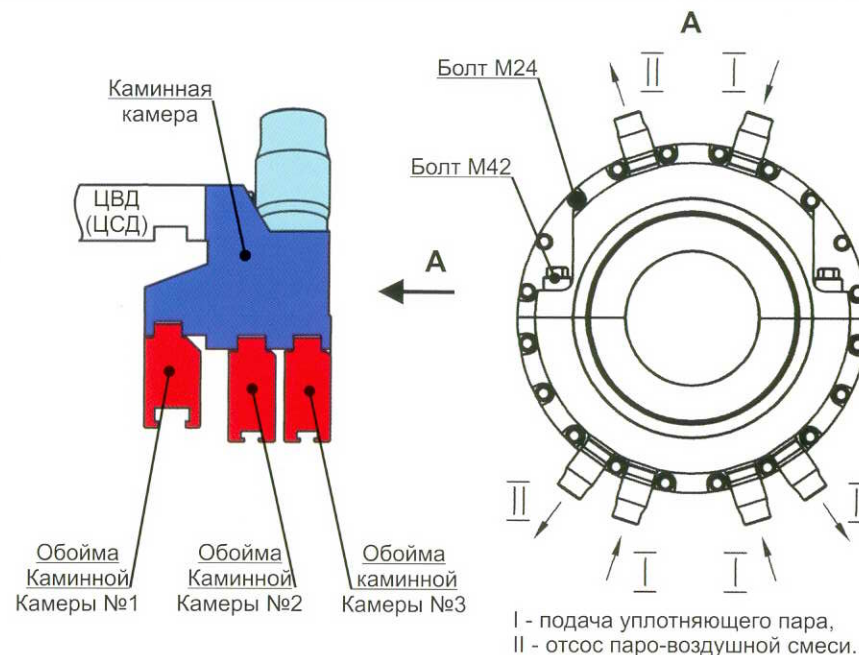 А
II
I
Болт М24
Каминная
камера
Болт М42
ЦВД
(ЦСД)
А
II
I
I
Обойма
Каминной
Камеры №1
Обойма
Каминной
Камеры №2
Обойма
каминной
Камеры №3
I - подача уплотняющего пара,
II - отсос паро-воздушной смеси.